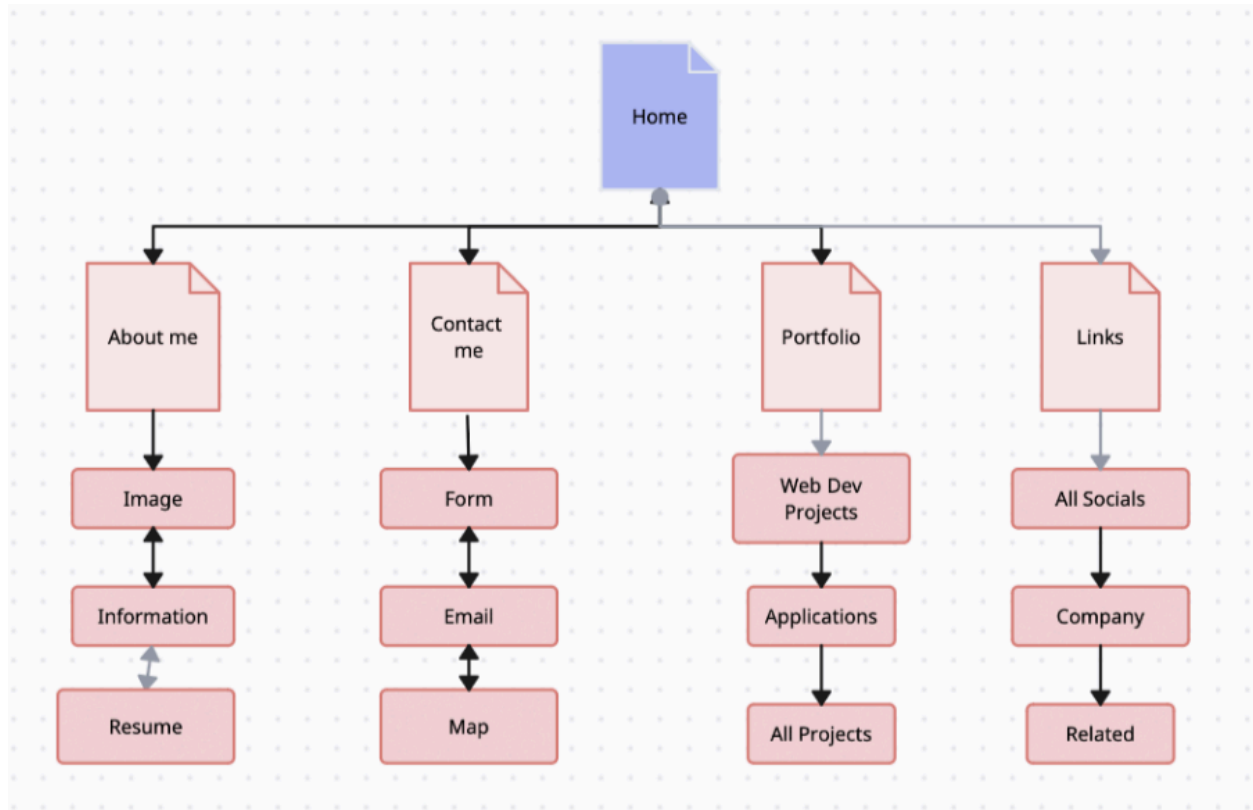 Home
About me
Contact
me
Portfolio
Links
Image
Form
Web Dev
Projects
All Socials
Information
Email
Applications
Company
Resume
Map
All Projects
Related